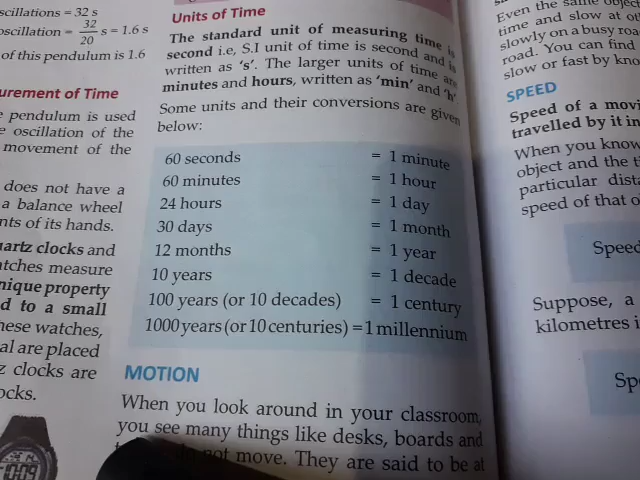 scillations = 32 s
oscillation = 32/20 s = 1.6 s
of this pendulum is 1.6
urement of Time
pendulum is used
oscillation of the
movement of the
does not have a
a balance wheel
nts of its hands.
uartz clocks and
atches measure
nique property
d to a small
hese watches,
al are placed
z clocks are
ocks.
10:09
Units of Time
The standard unit of measuring time is
second i.e, S.I unit of time is second and is
written as 's'. The larger units of time are
minutes and hours, written as 'min' and 'h'.
Some units and their conversions are given
below:
60 seconds = 1 minute
60 minutes = 1 hour
24 hours = 1 day
30 days = 1 month
12 months = 1 year
10 years = 1 decade
100 years (or 10 decades) = 1 century
1000 years (or 10 centuries) = 1 millennium
MOTION
When you look around in your classroom,
you see many things like desks, boards and
not move. They are said to be at
Even the same object
time and slow at ot
slowly on a busy roa
road. You can find
slow or fast by kno
SPEED
Speed of a movi
travelled by it in
When you know
object and the ti
particular dista
speed of that o
Speed
Suppose, a
kilometres i
Spe